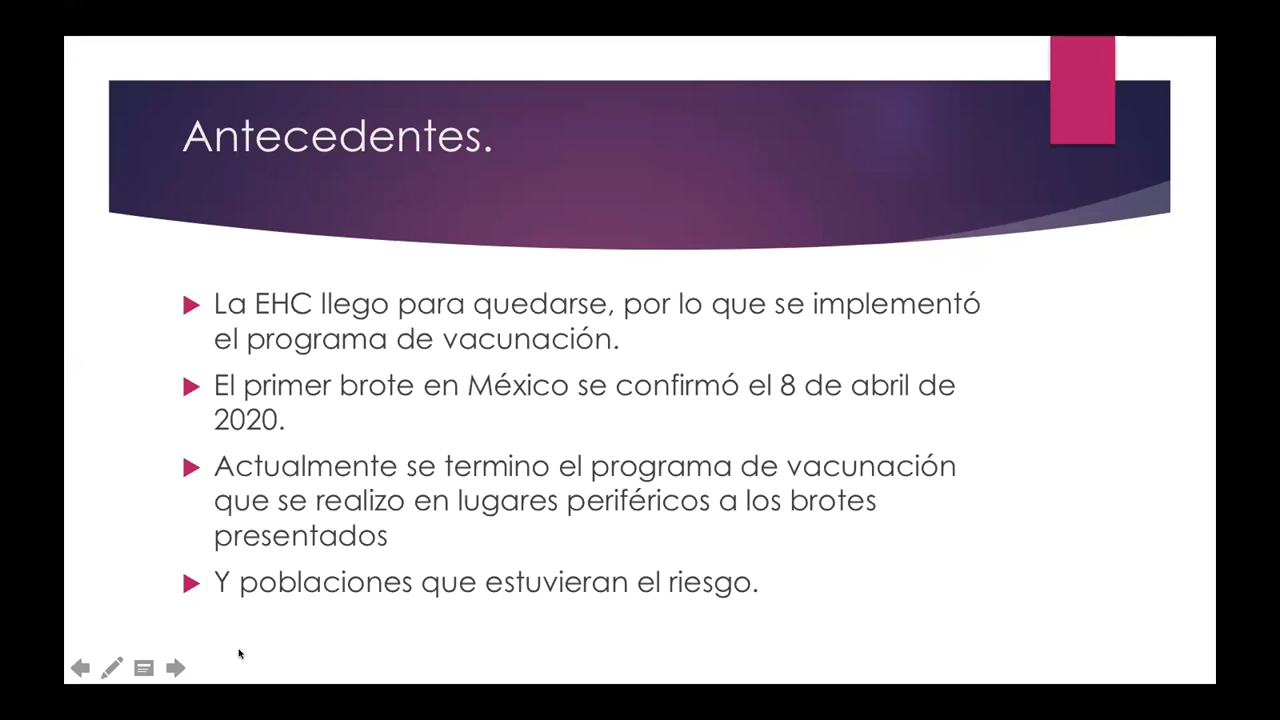 Antecedentes.
La EHC llego para quedarse, por lo que se implementó
el programa de vacunación.
El primer brote en México se confirmó el 8 de abril de
2020.
Actualmente se termino el programa de vacunación
que se realizo en lugares periféricos a los brotes
presentados
Y poblaciones que estuvieran el riesgo.